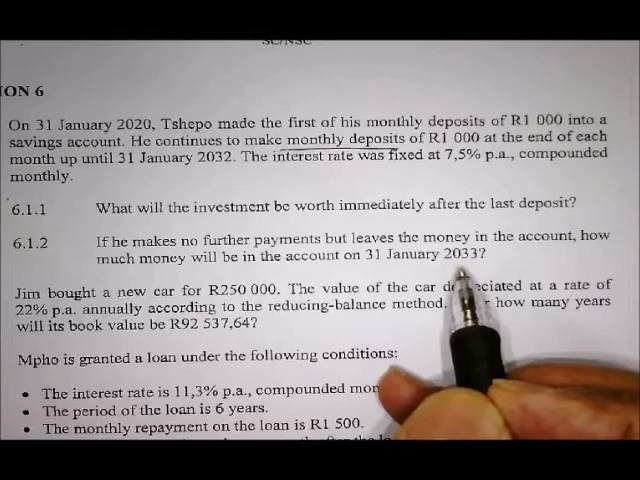 SC/NSC
ION 6
On 31 January 2020, Tshepo made the first of his monthly deposits of R1 000 into a
savings account. He continues to make monthly deposits of R1 000 at the end of each
month up until 31 January 2032. The interest rate was fixed at 7,5% p.a., compounded
monthly.
6.1.1 What will the investment be worth immediately after the last deposit?
6.1.2 If he makes no further payments but leaves the money in the account, how
much money will be in the account on 31 January 2033?
Jim bought a new car for R250 000. The value of the car de eciated at a rate of
22% p.a. annually according to the reducing-balance method. how many years
will its book value be R92 537,64?
Mpho is granted a loan under the following conditions:
• The interest rate is 11,3% p.a., compounded mon
• The period of the loan is 6 years.
• The monthly repayment on the loan is R1 500.